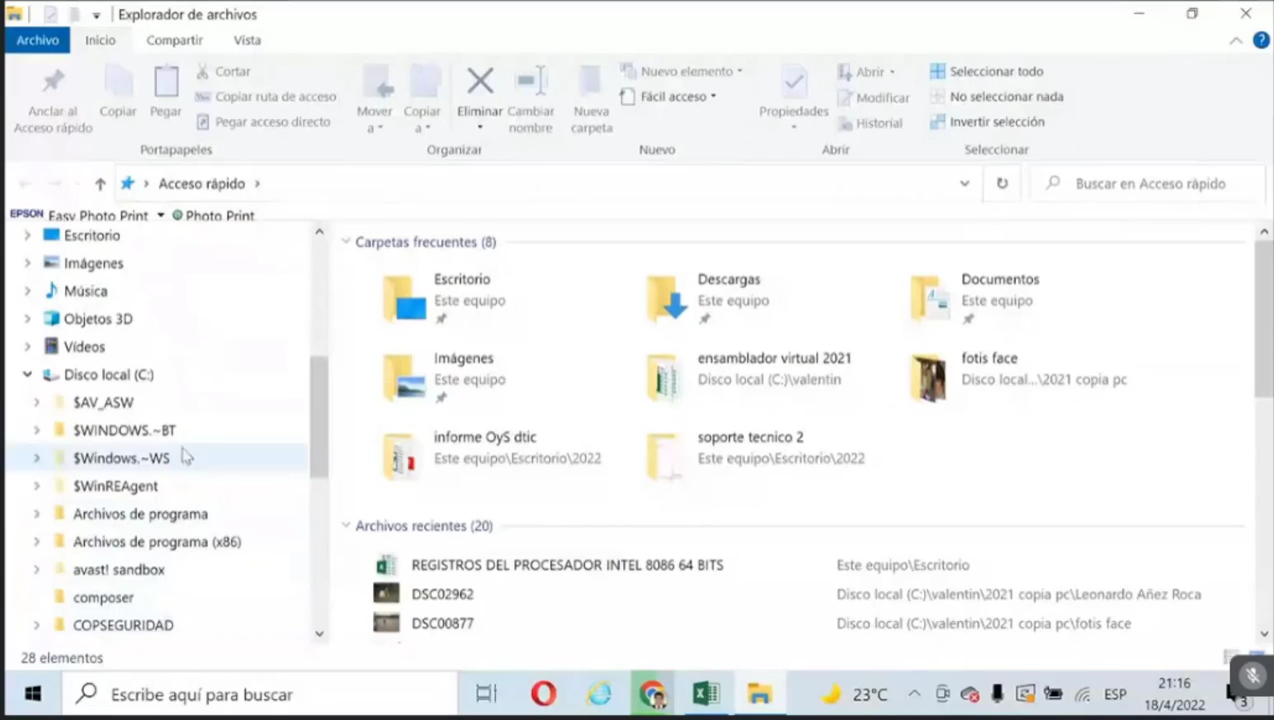 Explorador de archivos
Archivo Inicio Compartir Vista
Anclar al Acceso rápido
Copiar
Pegar
Cortar
Copiar ruta de acceso
Pegar acceso directo
Portapapeles
Mover a
Copiar a
Eliminar
Cambiar nombre
Organizar
Nueva carpeta
Nuevo elemento
Fácil acceso
Nuevo
Propiedades
Abrir
Modificar
Historial
Abrir
Seleccionar todo
No seleccionar nada
Invertir selección
Seleccionar
Acceso rápido
Buscar en Acceso rápido
EPSON Easy Photo Print Photo Print
Escritorio
Imágenes
Música
Objetos 3D
Vídeos
Disco local (C:)
$AV_ASW
$WINDOWS.~BT
$Windows.~WS
$WinREAgent
Archivos de programa
Archivos de programa (x86)
avast! sandbox
composer
COPSEGURIDAD
Carpetas frecuentes (8)
Escritorio
Este equipo
Descargas
Este equipo
Documentos
Este equipo
Imágenes
Este equipo
ensamblador virtual 2021
Disco local (C:)\valentin
fotis face
Disco local...\2021 copia pc
informe OyS dtic
Este equipo\Escritorio\2022
soporte tecnico 2
Este equipo\Escritorio\2022
Archivos recientes (20)
REGISTROS DEL PROCESADOR INTEL 8086 64 BITS Este equipo\Escritorio
DSC02962 Disco local (C:)\valentin\2021 copia pc\Leonardo Añez Roca
DSC00877 Disco local (C:)\valentin\2021 copia pc\fotis face
28 elementos
Escribe aquí para buscar
23°C
ESP
21:16
18/4/2022
3